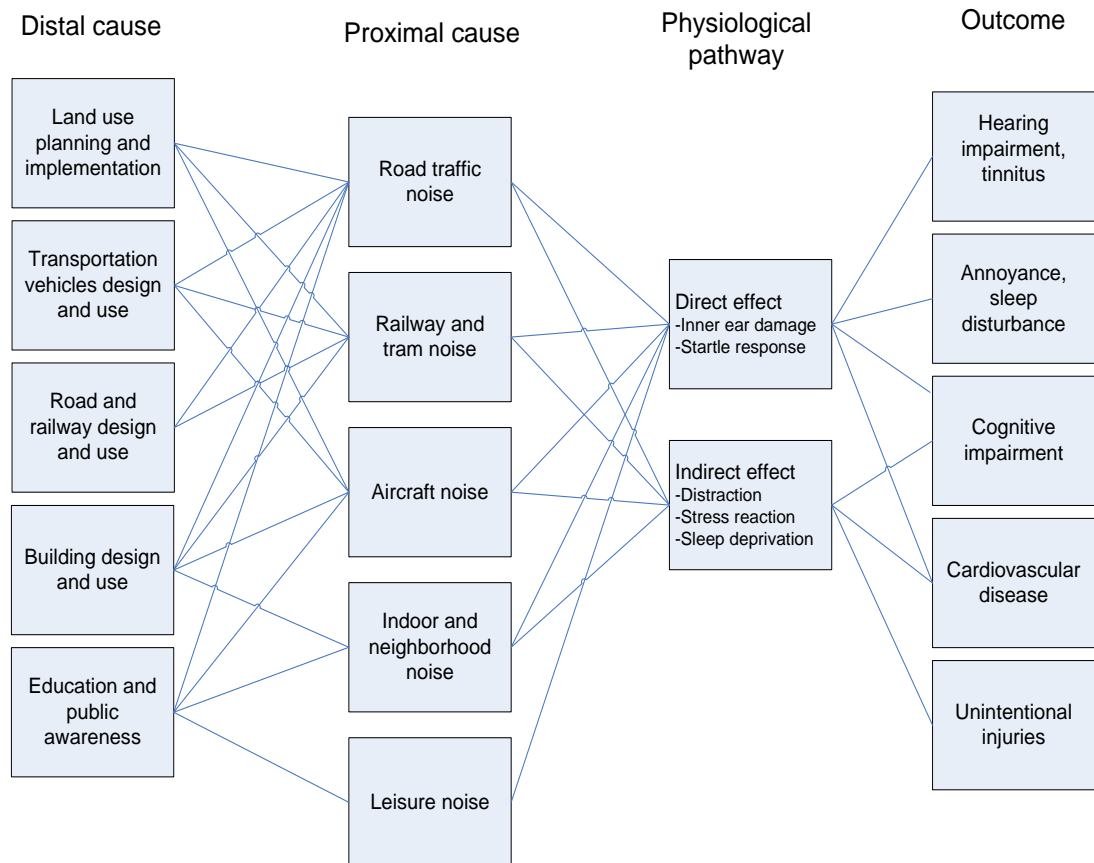 Distal cause
Proximal cause
Physiological
pathway
Outcome
Land use
planning and
implementation
Transportation
vehicles design
and use
Road and
railway design
and use
Building design
and use
Education and
public
awareness
Road traffic
noise
Railway and
tram noise
Aircraft noise
Indoor and
neighborhood
noise
Leisure noise
Direct effect
-Inner ear damage
-Startle response
Indirect effect
-Distraction
-Stress reaction
-Sleep deprivation
Hearing
impairment,
tinnitus
Annoyance,
sleep
disturbance
Cognitive
impairment
Cardiovascular
disease
Unintentional
injuries